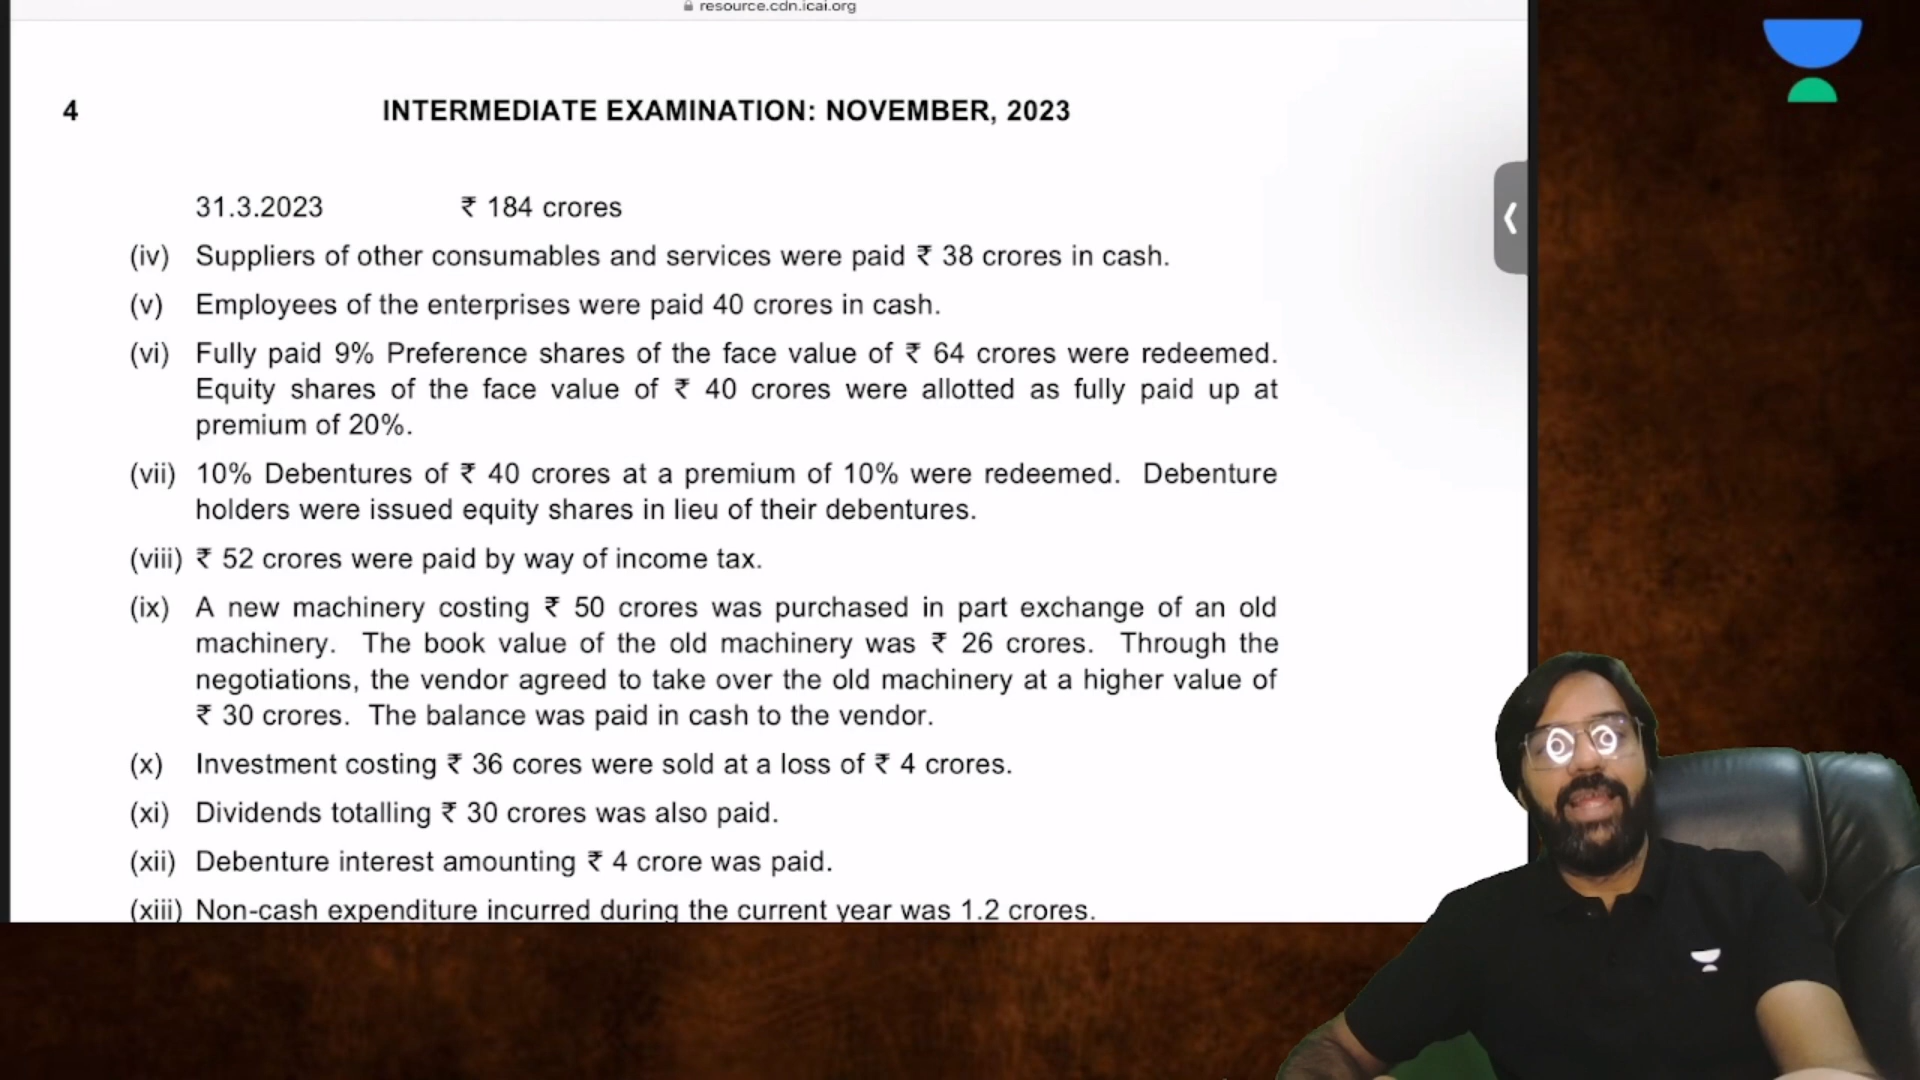 resource.cdn.icai.org
4 INTERMEDIATE EXAMINATION: NOVEMBER, 2023
31.3.2023 ₹ 184 crores
(iv) Suppliers of other consumables and services were paid ₹ 38 crores in cash.
(v) Employees of the enterprises were paid 40 crores in cash.
(vi) Fully paid 9% Preference shares of the face value of ₹ 64 crores were redeemed.
Equity shares of the face value of ₹ 40 crores were allotted as fully paid up at
premium of 20%.
(vii) 10% Debentures of ₹ 40 crores at a premium of 10% were redeemed. Debenture
holders were issued equity shares in lieu of their debentures.
(viii) ₹ 52 crores were paid by way of income tax.
(ix) A new machinery costing ₹ 50 crores was purchased in part exchange of an old
machinery. The book value of the old machinery was ₹ 26 crores. Through the
negotiations, the vendor agreed to take over the old machinery at a higher value of
₹ 30 crores. The balance was paid in cash to the vendor.
(x) Investment costing ₹ 36 cores were sold at a loss of ₹ 4 crores.
(xi) Dividends totalling ₹ 30 crores was also paid.
(xii) Debenture interest amounting ₹ 4 crore was paid.
(xiii) Non-cash expenditure incurred during the current year was 1.2 crores.